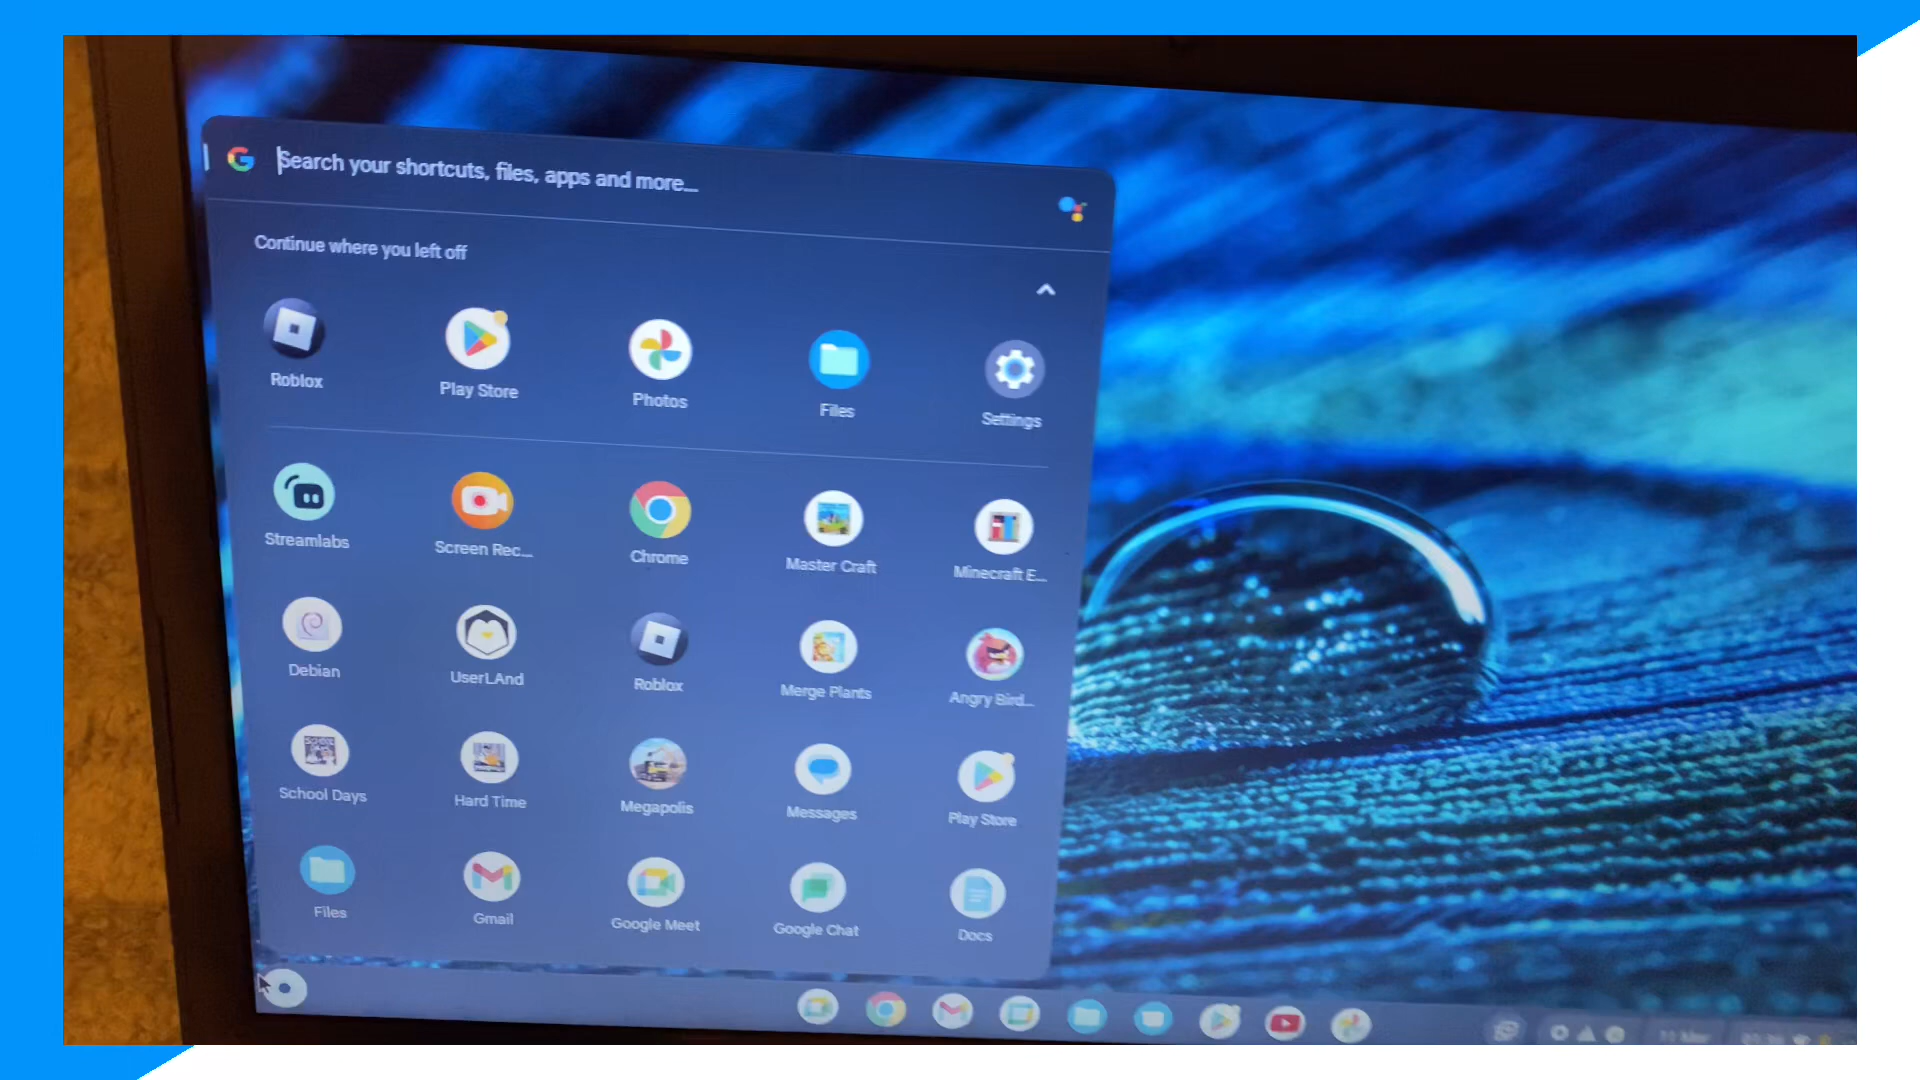 Search your shortcuts, files, apps and more...
Continue where you left off
Roblox Play Store Photos Files Settings
Streamlabs Screen Rec... Chrome Master Craft Minecraft E...
Debian UserLAnd Roblox Merge Plants Angry Bird...
School Days Hard Time Megapolis Messages Play Store
Files Gmail Google Meet Google Chat Docs